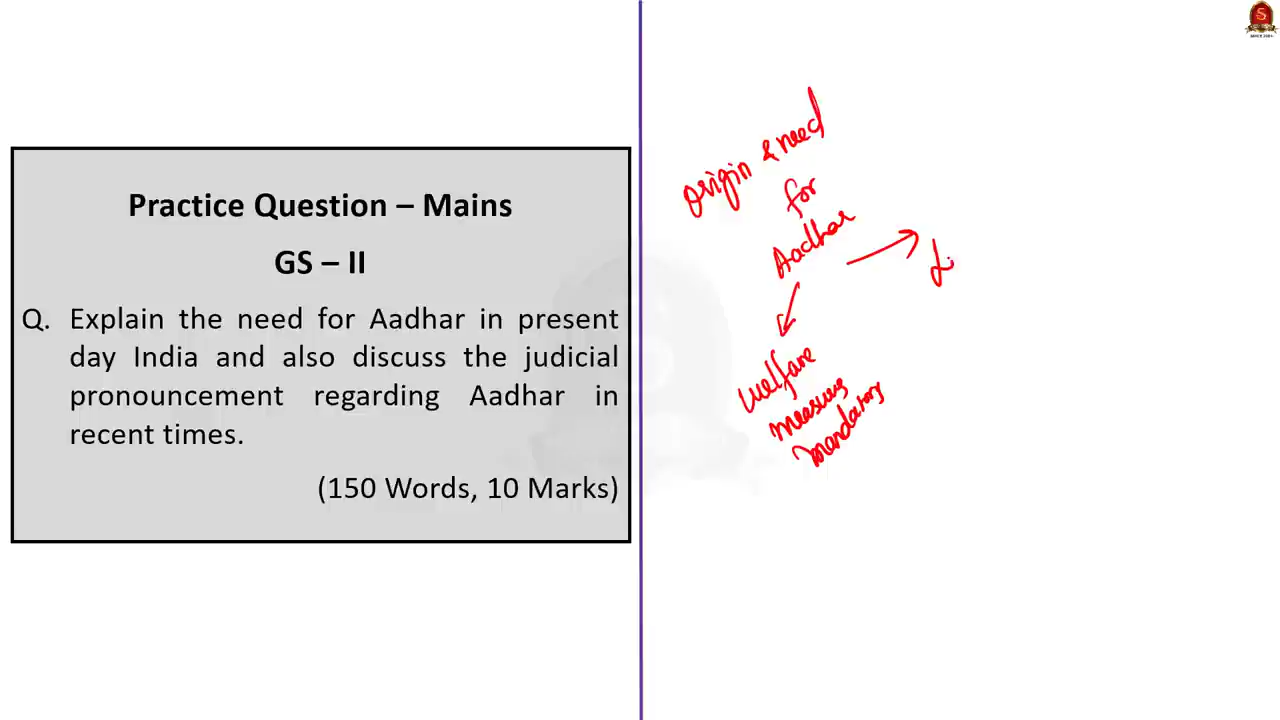 Practice Question – Mains
GS – II
Q. Explain the need for Aadhar in present
day India and also discuss the judicial
pronouncement regarding Aadhar in
recent times.
(150 Words, 10 Marks)
Origin & need
for
Aadhar
welfare
measures
mandatory
S